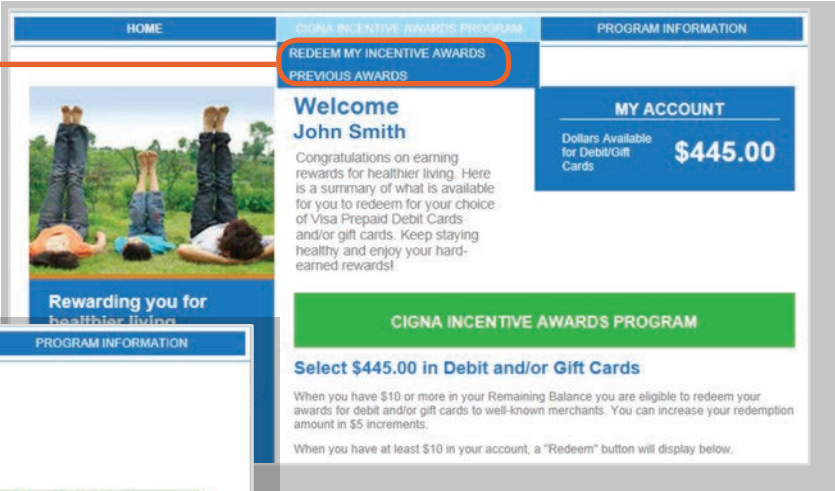 HOME
CIGNA INCENTIVE AWARDS PROGRAM
PROGRAM INFORMATION
REDEEM MY INCENTIVE AWARDS
PREVIOUS AWARDS
Welcome
John Smith
Congratulations on earning
rewards for healthier living. Here
is a summary of what is available
for you to redeem for your choice
of Visa Prepaid Debit Cards
and/or gift cards. Keep staying
healthy and enjoy your hard-
earned rewards!
MY ACCOUNT
Dollars Available
for Debit/Gift
Cards
$445.00
Rewarding you for
healthier living
PROGRAM INFORMATION
CIGNA INCENTIVE AWARDS PROGRAM
Select $445.00 in Debit and/or Gift Cards
When you have $10 or more in your Remaining Balance you are eligible to redeem your
awards for debit and/or gift cards to well-known merchants. You can increase your redemption
amount in $5 increments.
When you have at least $10 in your account, a "Redeem" button will display below.